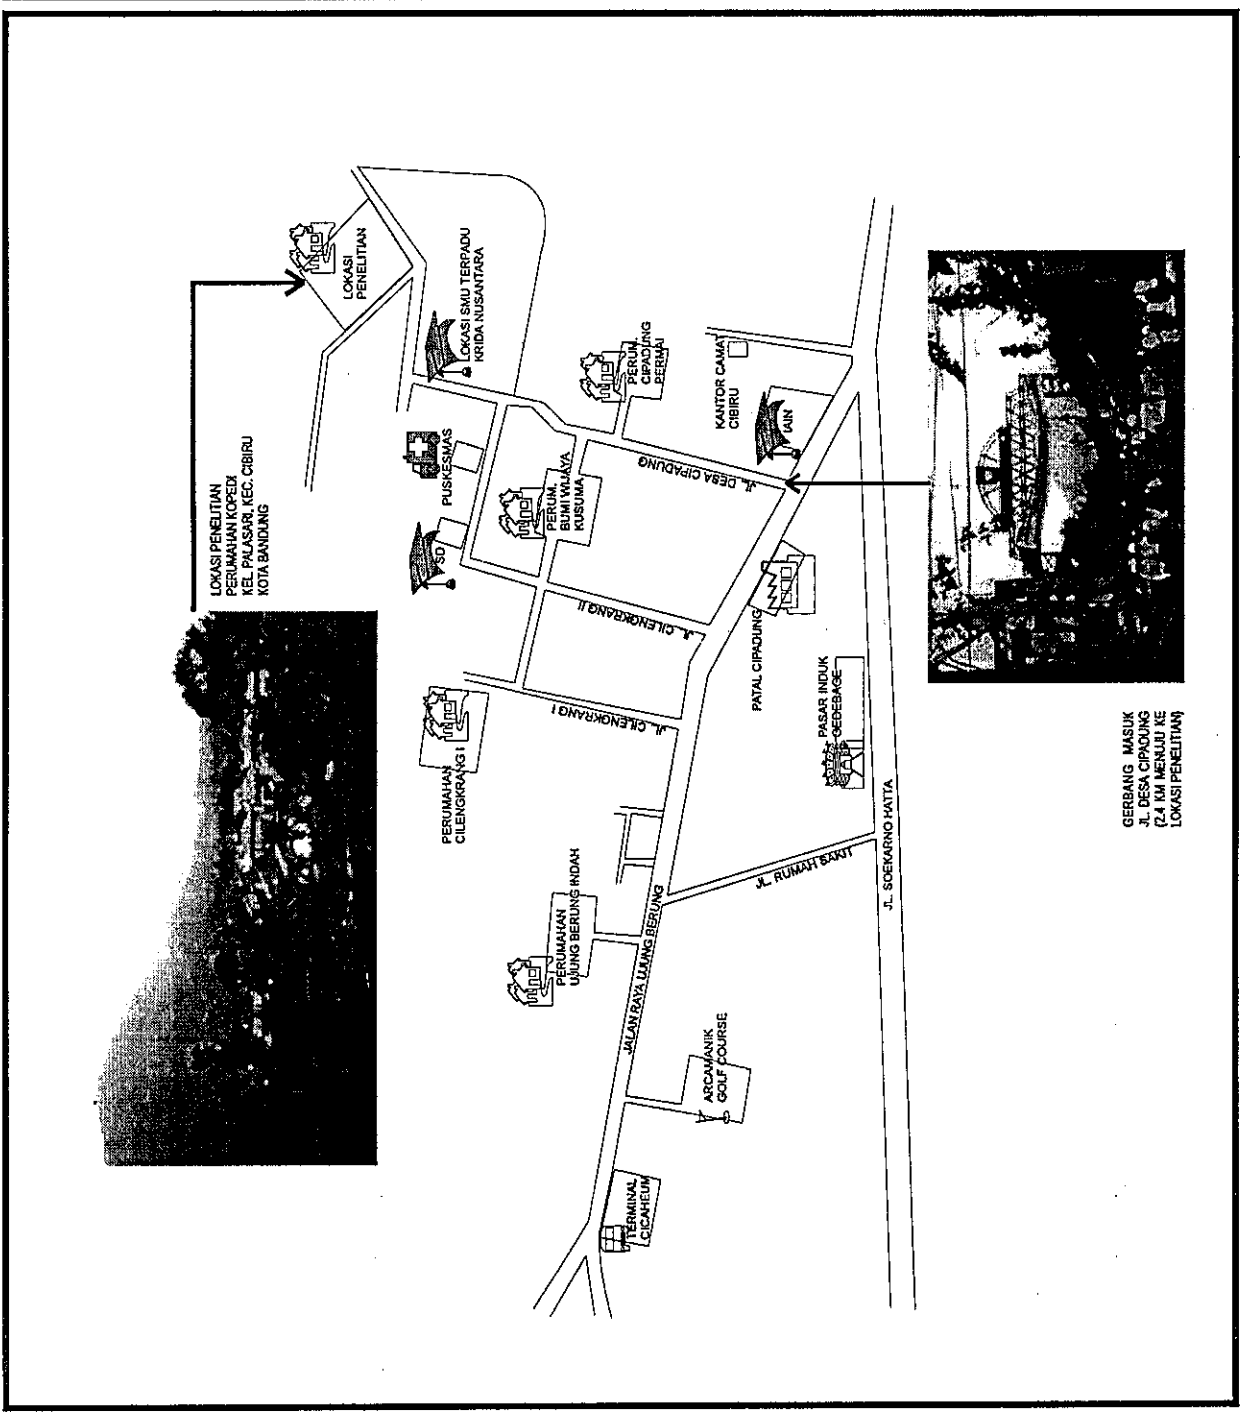 LOKASI PENELITIAN
PERUMAHAN KOPEDI
KEL. PALASARI, KEC. CIBIRU
KOTA BANDUNG
LOKASI
PENELITIAN
LOKASI SMU TERPADU
KRIDA NUSANTARA
PUSKESMAS
SD
PERUM.
BUMI WIJAYA
KUSUMA
PERUM.
CIPADUNG
PERMAI
KANTOR CAMAT
CIBIRU
IAIN
JL. DESA CIPADUNG
JL. CILENGKRANG II
JL. CILENGKRANG I
PERUMAHAN
CILENGKRANG I
PATAL CIPADUNG
PASAR INDUK
GEDEBAGE
PERUMAHAN
UJUNG BERUNG INDAH
JALAN RAYA UJUNG BERUNG
JL. RUMAH SAKIT
JL. SOEKARNO HATTA
ARCAMANIK
GOLF COURSE
TERMINAL
CICAHEUM
GERBANG MASUK
JL. DESA CIPADUNG
(2,4 KM MENUJU KE
LOKASI PENELITIAN)